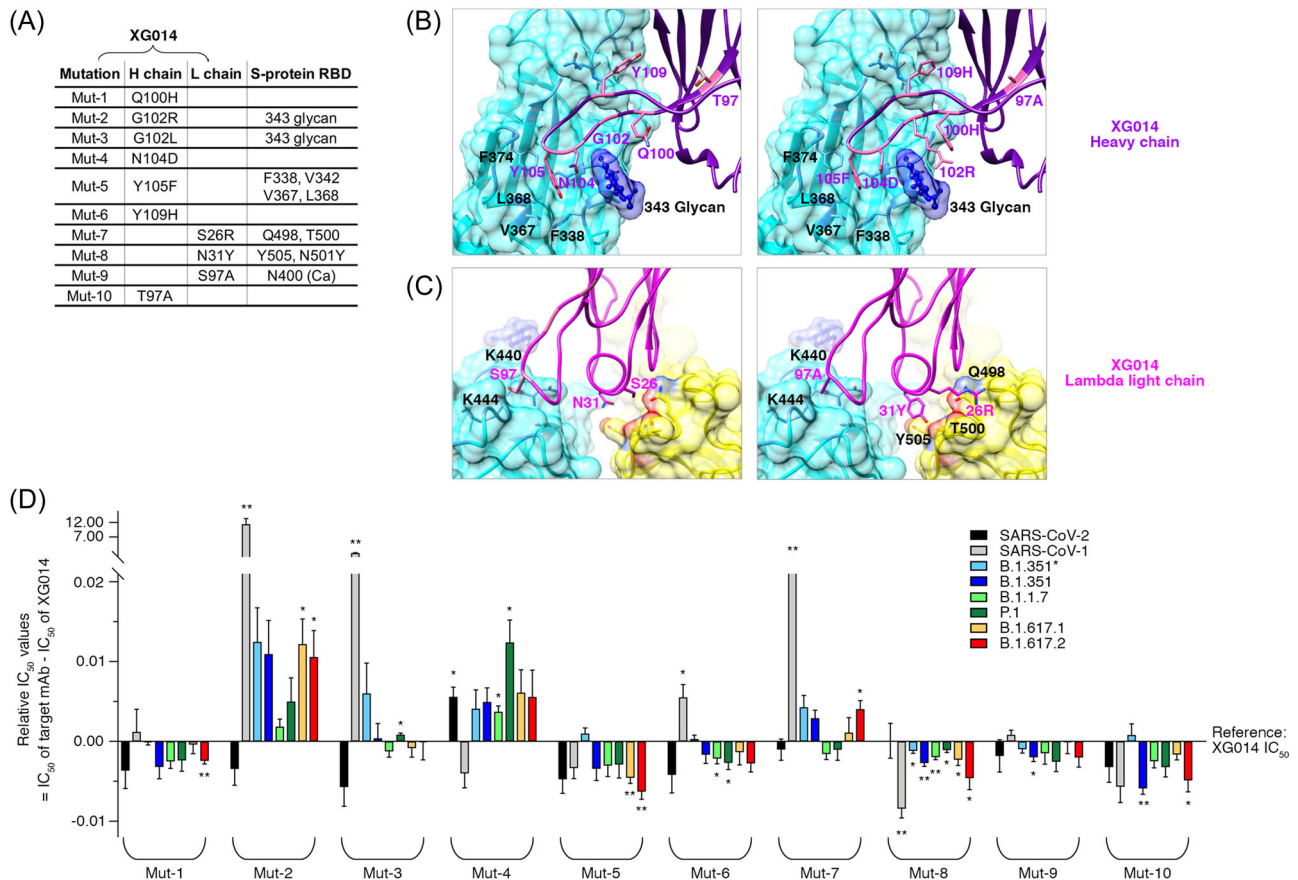 (A)
XG014
Mutation H chain L chain S-protein RBD
Mut-1 Q100H
Mut-2 G102R 343 glycan
Mut-3 G102L 343 glycan
Mut-4 N104D
Mut-5 Y105F F338, V342
V367, L368
Mut-6 Y109H
Mut-7 S26R Q498, T500
Mut-8 N31Y Y505, N501Y
Mut-9 S97A N400 (Ca)
Mut-10 T97A
(B)
Y109
T97
G102
Q100
F374
Y105
N104
L368
343 Glycan
V367
F338
109H
97A
100H
F374
102R
105F
104D
L368
343 Glycan
V367
F338
XG014
Heavy chain
(C)
K440
S97
S26
K444
N31
K440
97A
Q498
K444
31Y
26R
T500
Y505
XG014
Lambda light chain
(D)
Relative IC50 values
= IC50 of target mAb - IC50 of XG014
12.00
7.00
0.02
0.01
0.00
-0.01
** ** * * * * * * * ** * * * ** ** * * ** * ** * * * * ** *
SARS-CoV-2
SARS-CoV-1
B.1.351*
B.1.351
B.1.1.7
P.1
B.1.617.1
B.1.617.2
Reference:
XG014 IC50
Mut-1 Mut-2 Mut-3 Mut-4 Mut-5 Mut-6 Mut-7 Mut-8 Mut-9 Mut-10